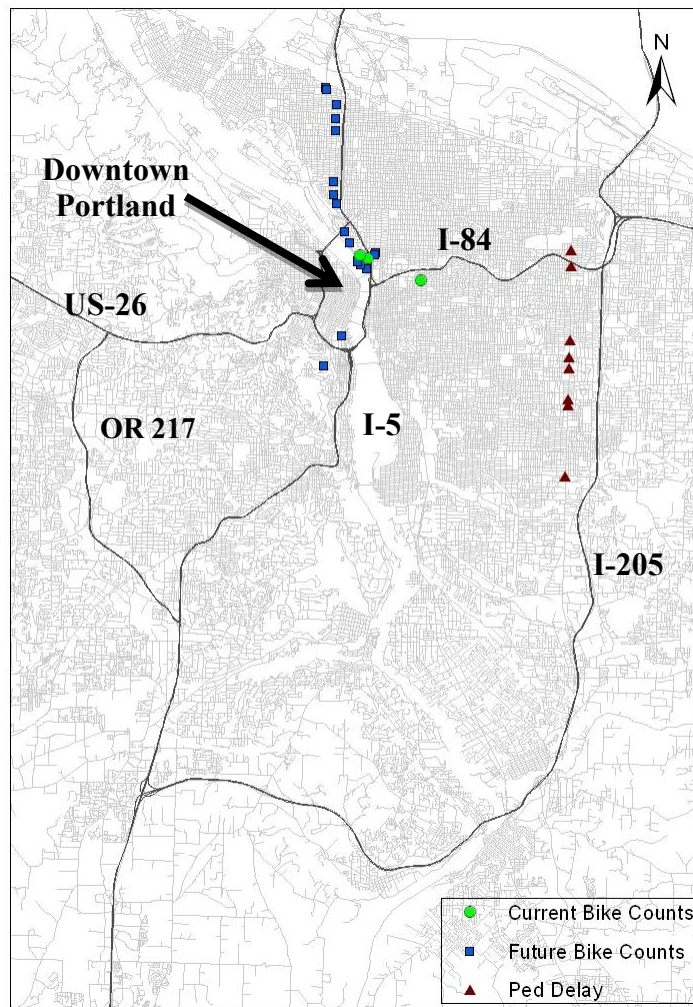 N
Downtown
Portland
I-84
US-26
OR 217
I-5
I-205
Current Bike Counts
Future Bike Counts
Ped Delay